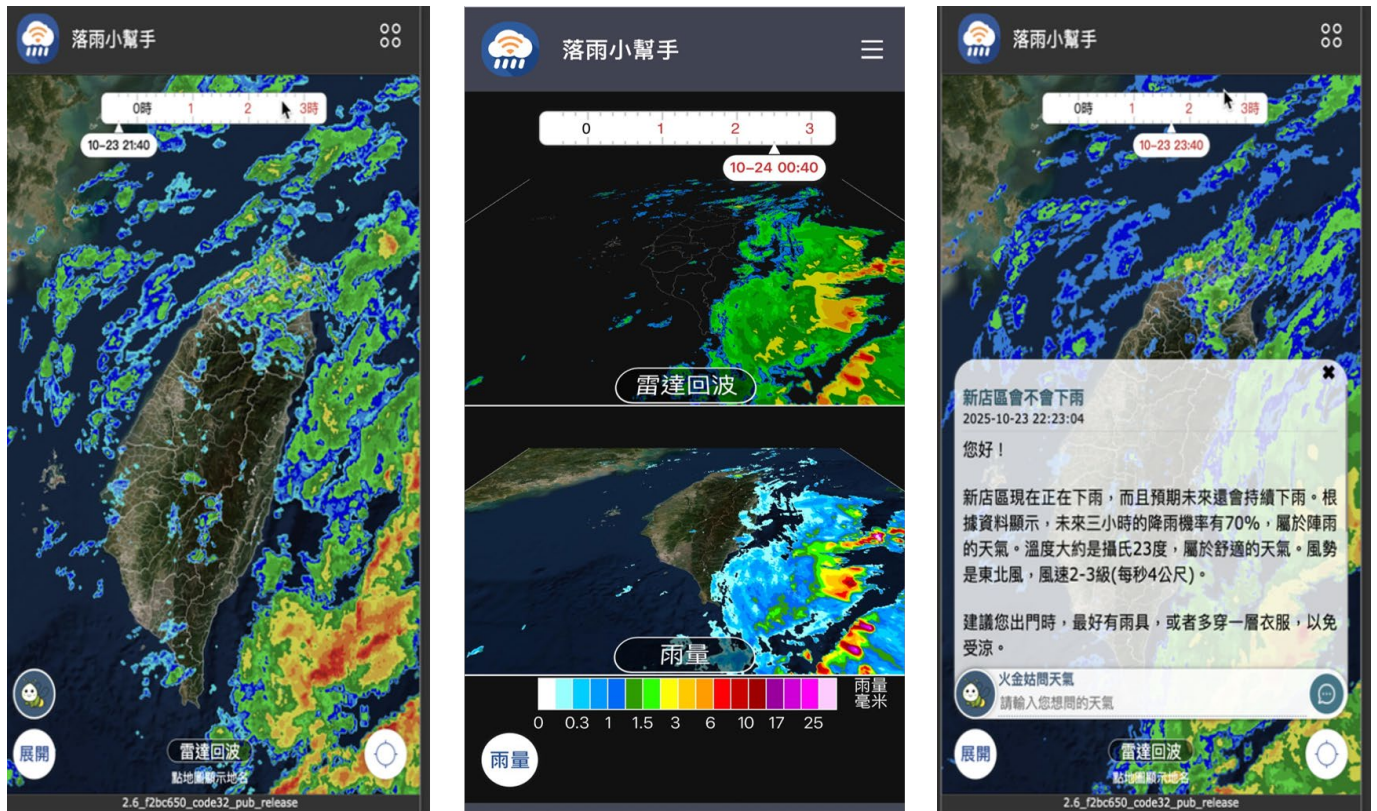 落雨小幫手
0時 1 2 3時
10-23 21:40
展開
雷達回波
點地圖顯示地名
2.6_f2bc650_code32_pub_release
落雨小幫手
0 1 2 3
10-24 00:40
雷達回波
雨量
雨量
毫米
0 0.3 1 1.5 3 6 10 17 25
雨量
落雨小幫手
0時 1 2 3時
10-23 23:40
新店區會不會下雨
2025-10-23 22:23:04
您好！
新店區現在正在下雨，而且預期未來還會持續下雨。根
據資料顯示，未來三小時的降雨機率有70%，屬於陣雨
的天氣。溫度大約是攝氏23度，屬於舒適的天氣。風勢
是東北風，風速2-3級(每秒4公尺)。
建議您出門時，最好有雨具，或者多穿一層衣服，以免
受涼。
火金姑問天氣
請輸入您想問的天氣
展開
雷達回波
點地圖顯示地名
2.6_f2bc650_code32_pub_release